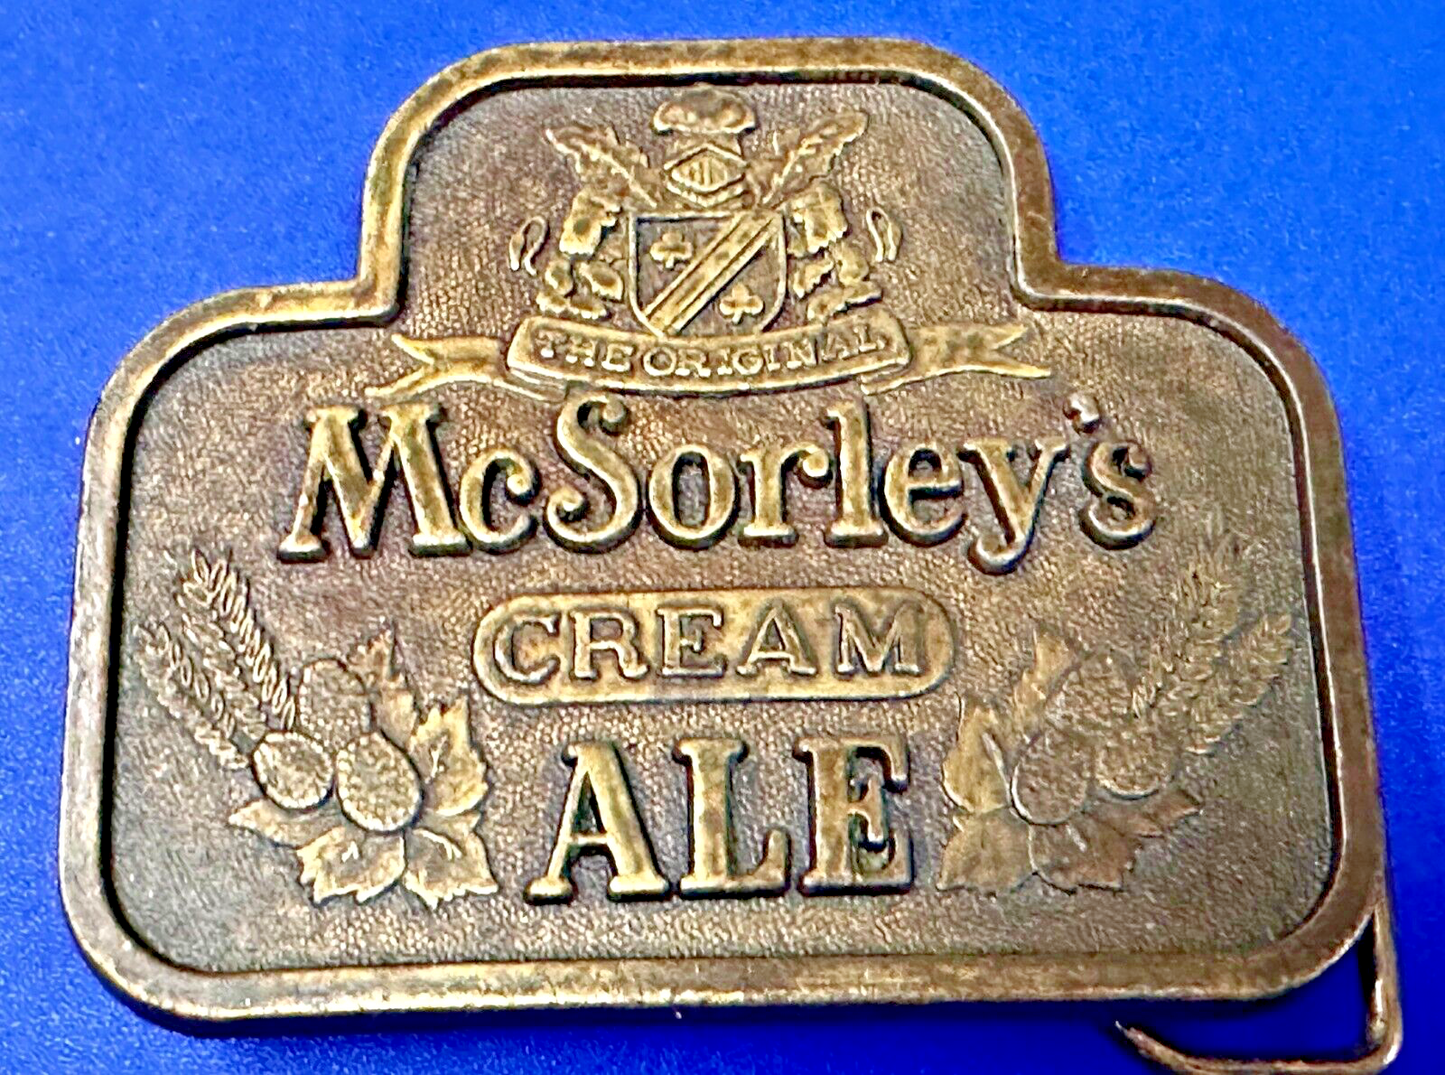 THE ORIGINAL
McSorley's
CREAM
ALE